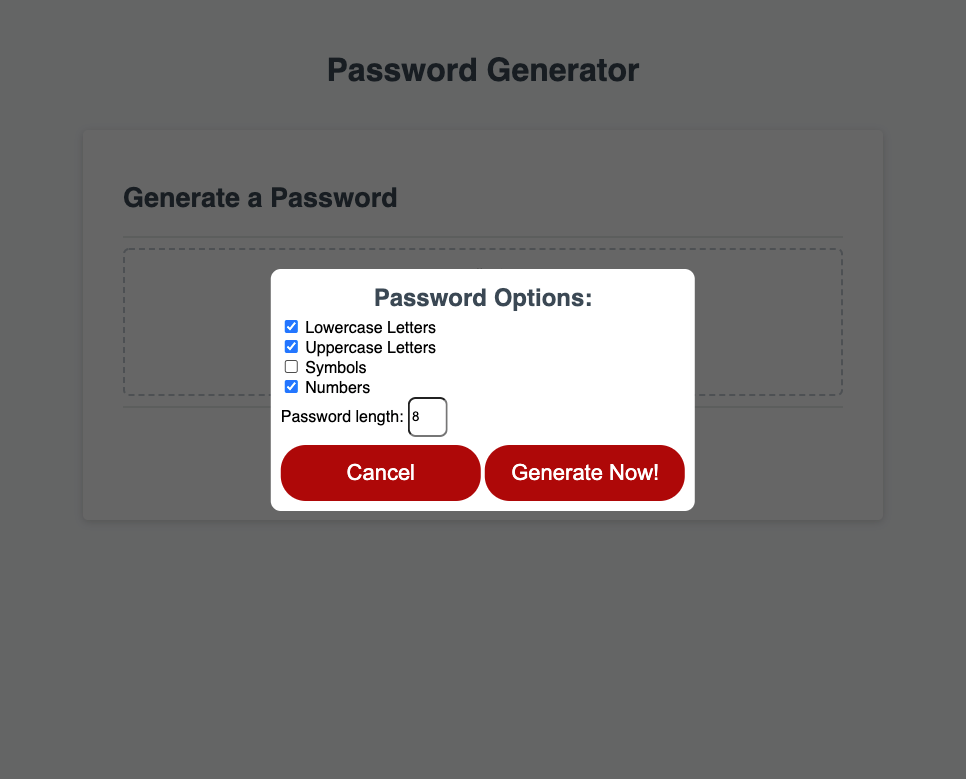 Password Generator
Generate a Password
Password Options:
Lowercase Letters
Uppercase Letters
Symbols
Numbers
Password length: 8
Cancel Generate Now!